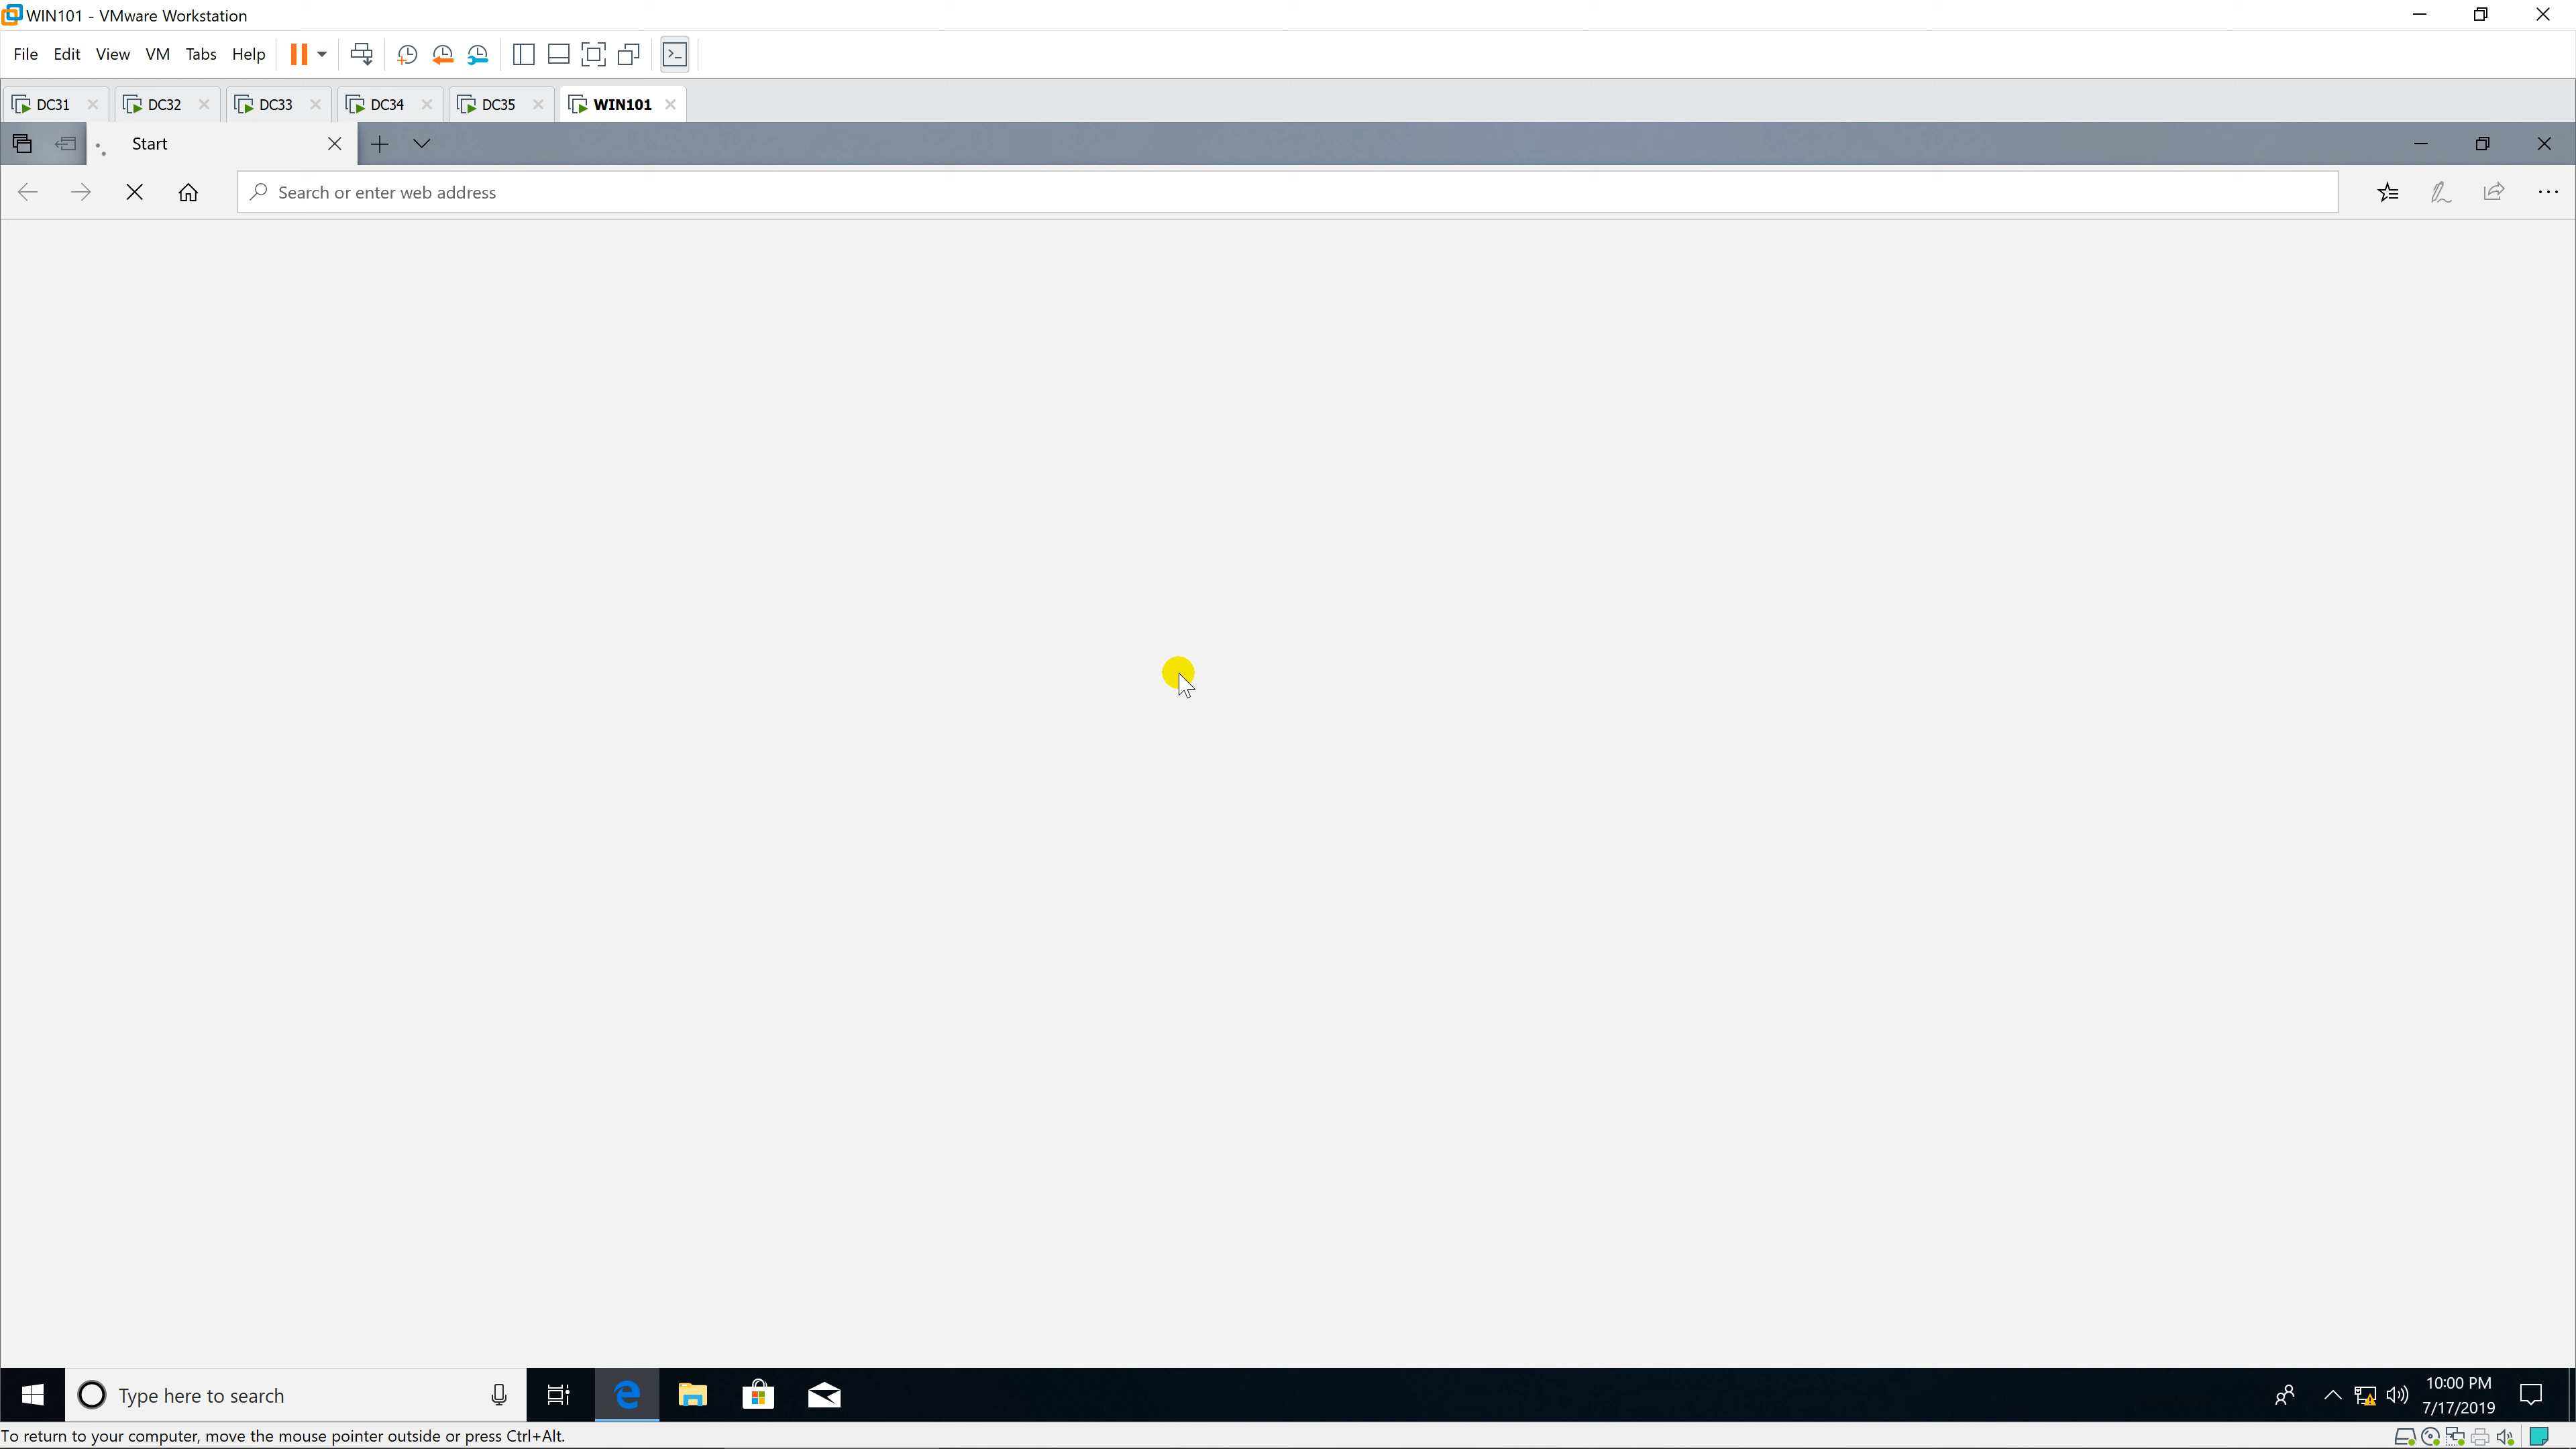 WIN101 - VMware Workstation
File Edit View VM Tabs Help
DC31 DC32 DC33 DC34 DC35 WIN101
Start
Search or enter web address
Type here to search
10:00 PM
7/17/2019
To return to your computer, move the mouse pointer outside or press Ctrl+Alt.